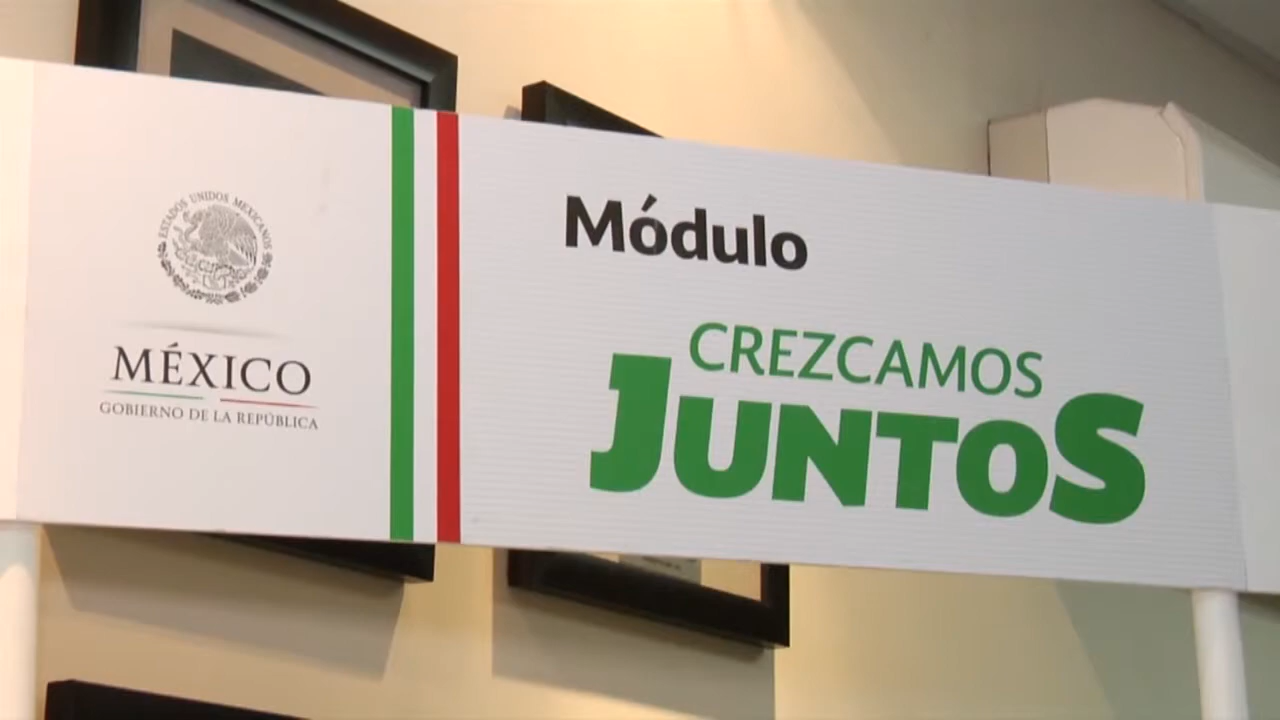 ESTADOS UNIDOS MEXICANOS
MÉXICO
GOBIERNO DE LA REPÚBLICA
Módulo
CREZCAMOS
JUNTOS